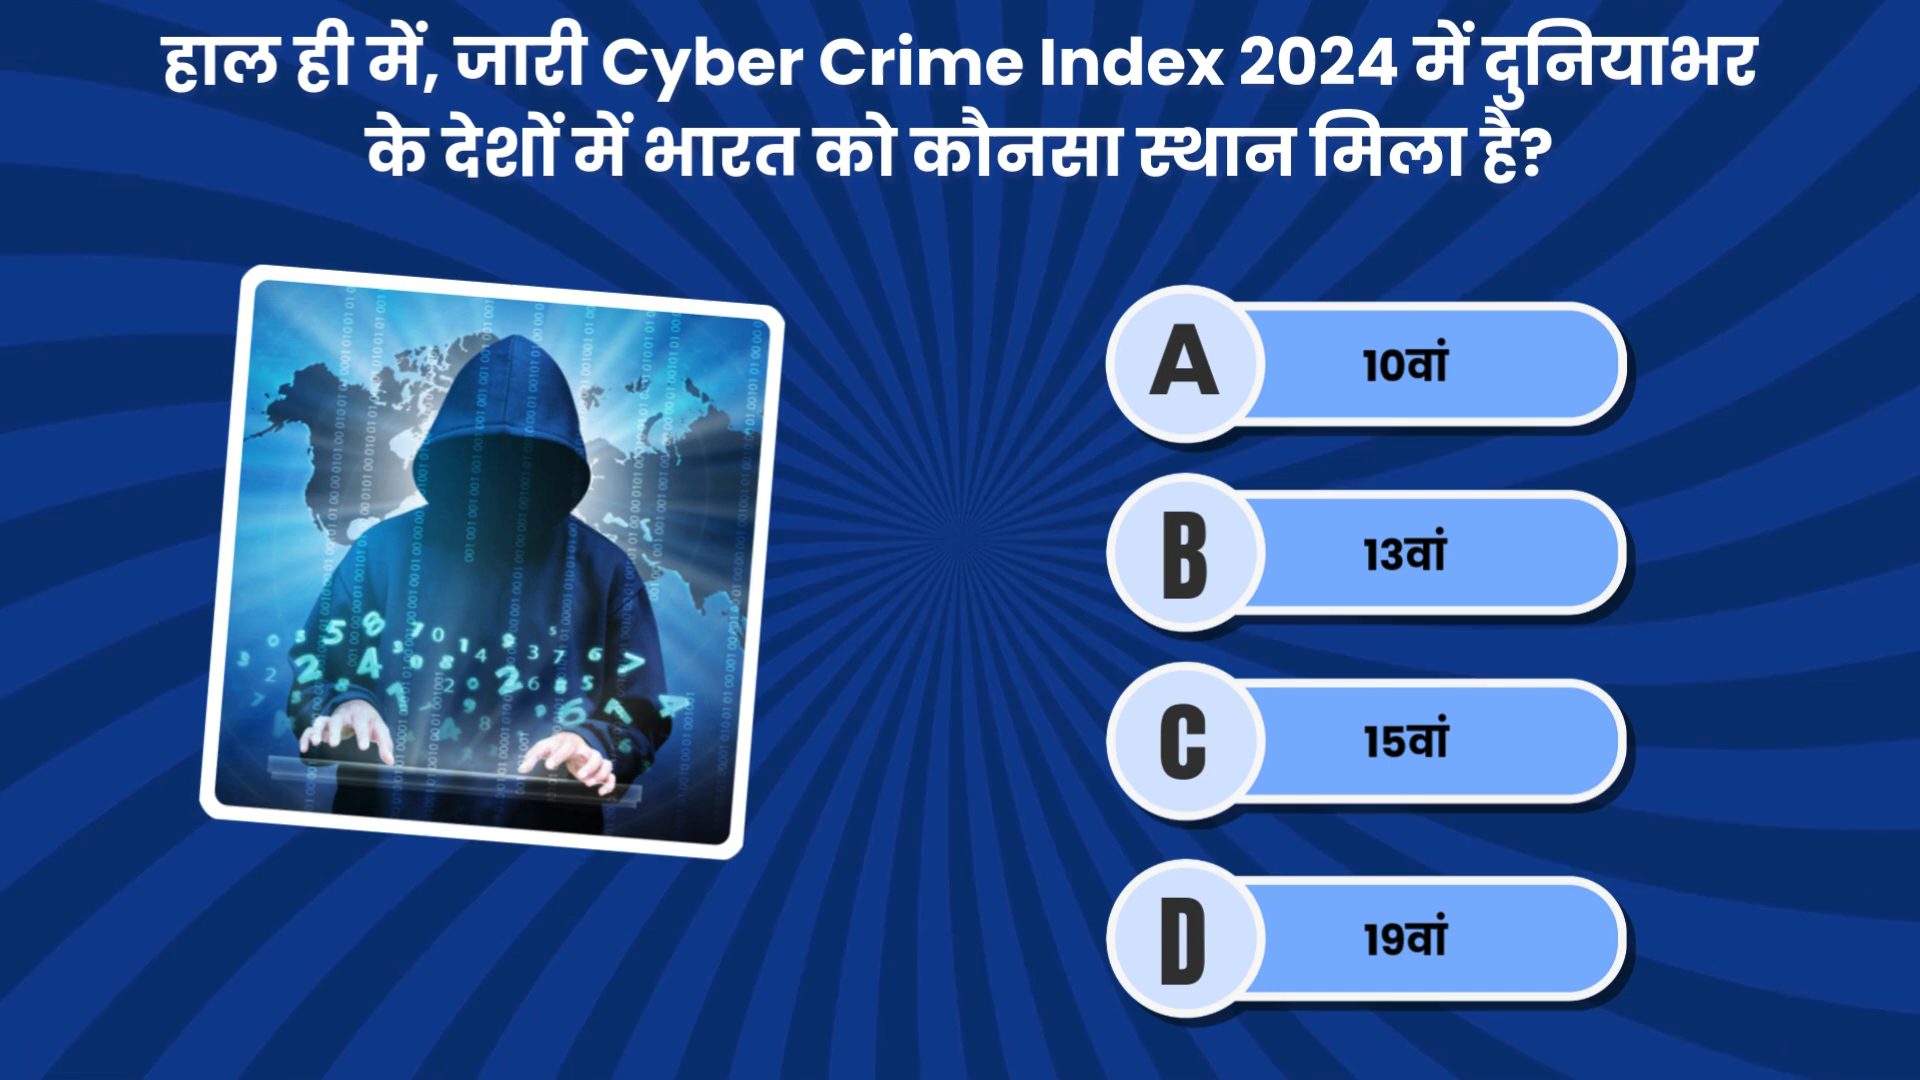 हाल ही में, जारी Cyber Crime Index 2024 में दुनियाभर
के देशों में भारत को कौनसा स्थान मिला है?
A 10वां
B 13वां
C 15वां
D 19वां